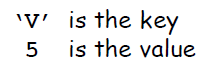 ‘V’ is the key
5 is the value